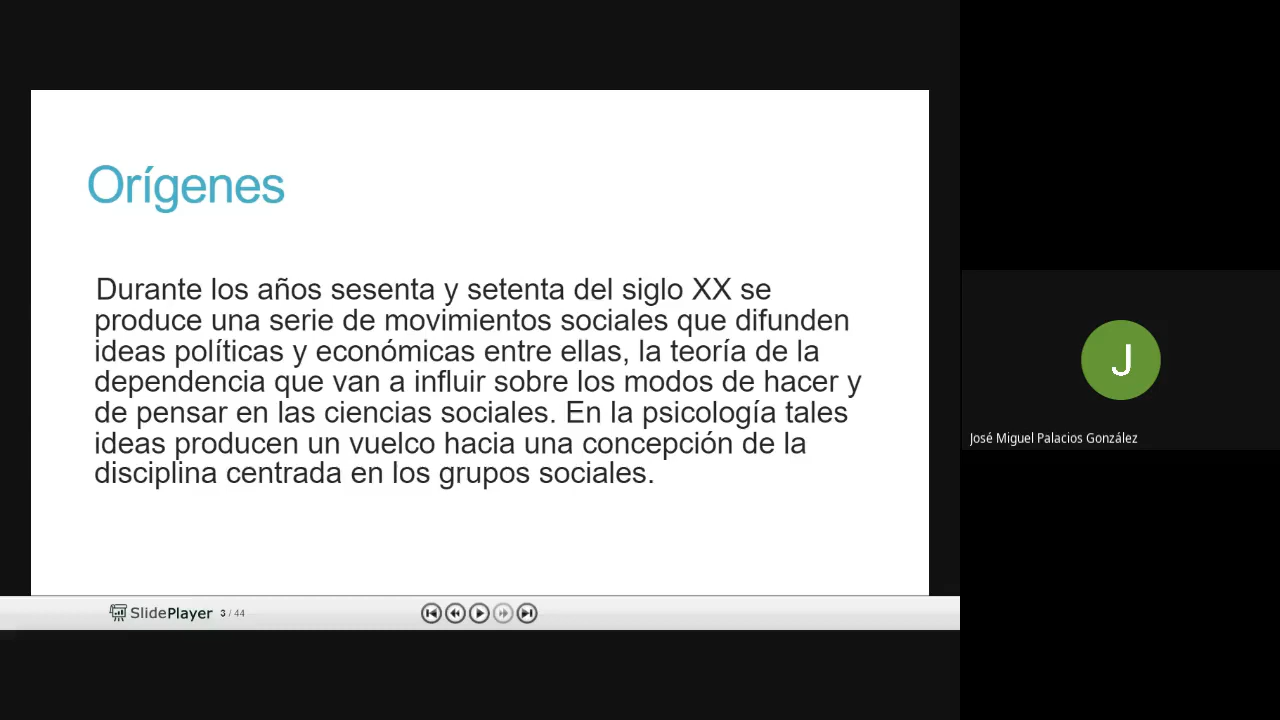 Orígenes
Durante los años sesenta y setenta del siglo XX se
produce una serie de movimientos sociales que difunden
ideas políticas y económicas entre ellas, la teoría de la
dependencia que van a influir sobre los modos de hacer y
de pensar en las ciencias sociales. En la psicología tales
ideas producen un vuelco hacia una concepción de la
disciplina centrada en los grupos sociales.
SlidePlayer 3 / 44
J
José Miguel Palacios González